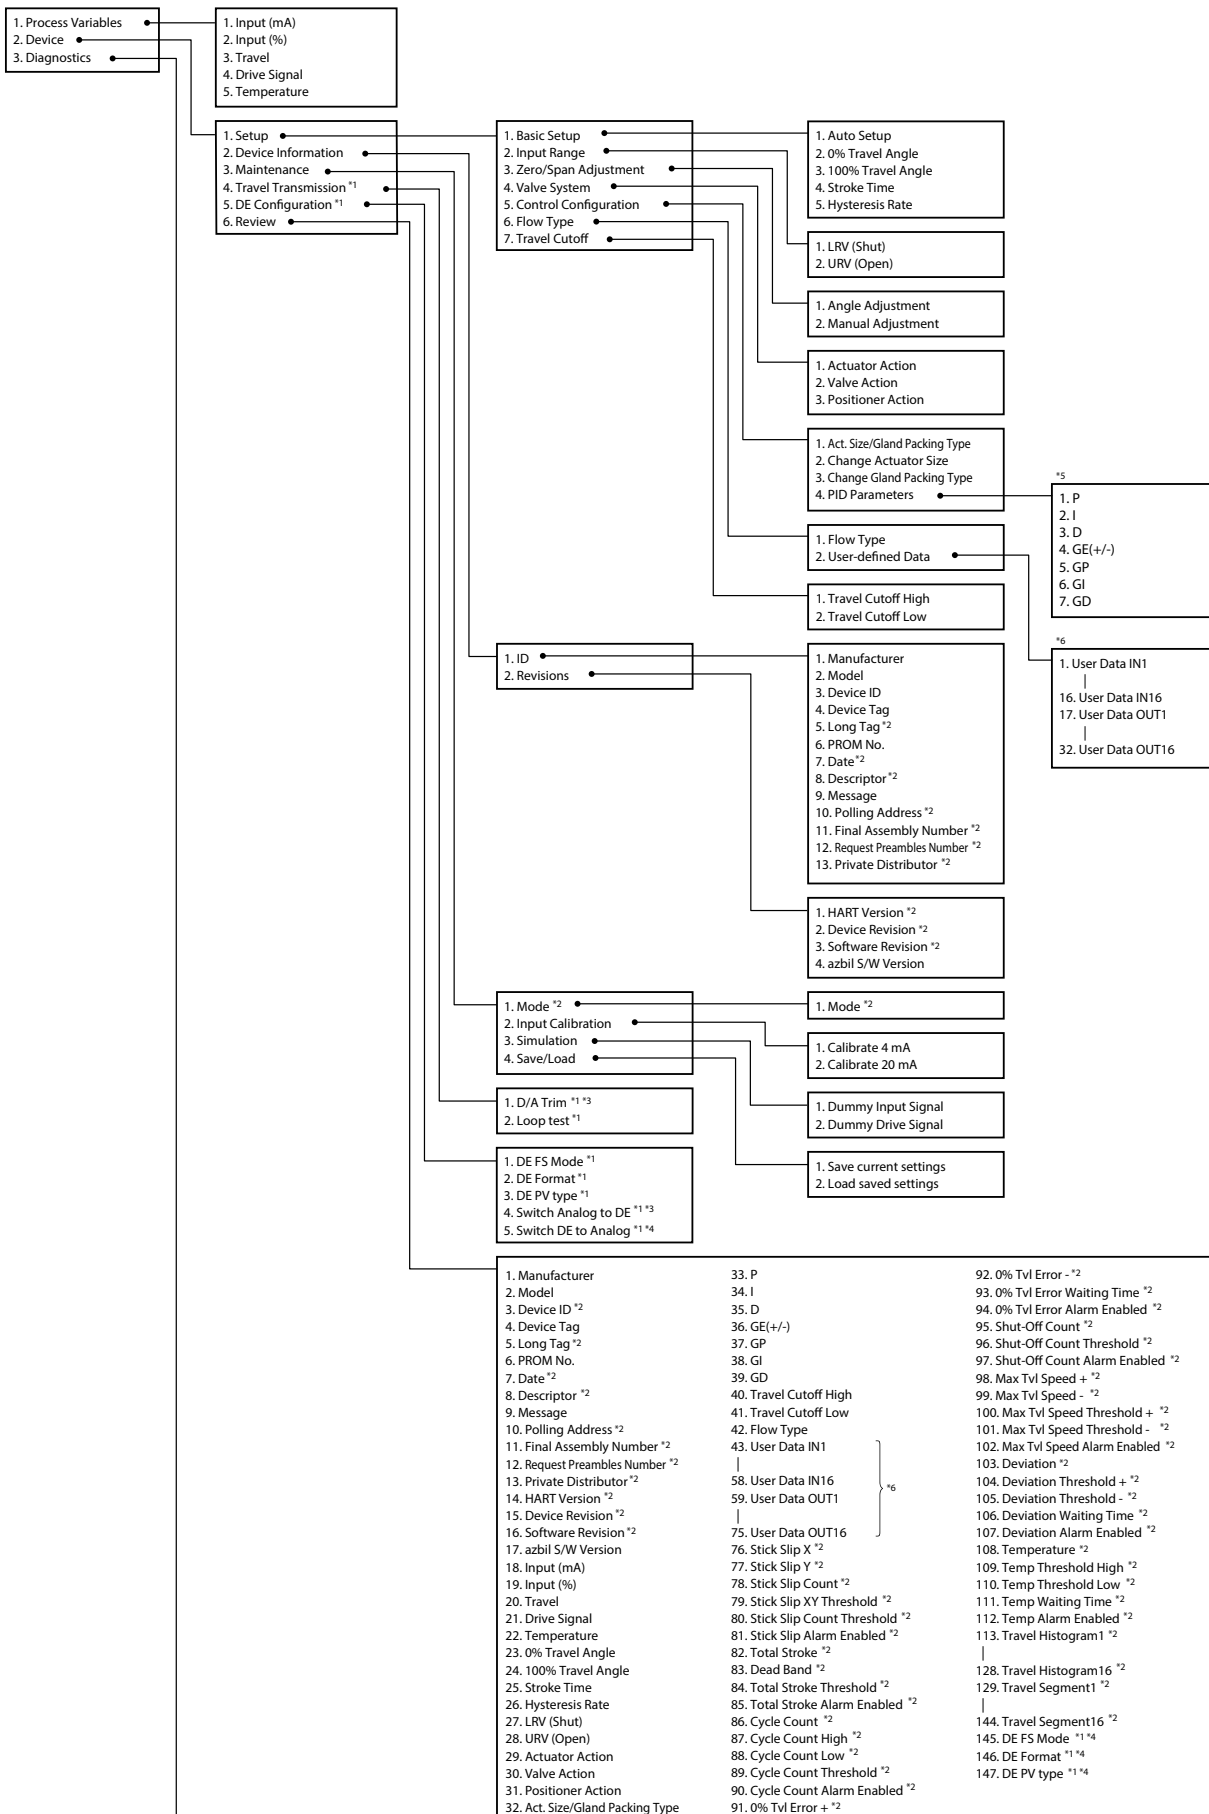 1. Process Variables
2. Device
3. Diagnostics
1. Input (mA)
2. Input (%)
3. Travel
4. Drive Signal
5. Temperature
1. Setup
2. Device Information
3. Maintenance
4. Travel Transmission *1
5. DE Configuration *1
6. Review
1. Basic Setup
2. Input Range
3. Zero/Span Adjustment
4. Valve System
5. Control Configuration
6. Flow Type
7. Travel Cutoff
1. Auto Setup
2. 0% Travel Angle
3. 100% Travel Angle
4. Stroke Time
5. Hysteresis Rate
1. LRV (Shut)
2. URV (Open)
1. Angle Adjustment
2. Manual Adjustment
1. Actuator Action
2. Valve Action
3. Positioner Action
1. Act. Size/Gland Packing Type
2. Change Actuator Size
3. Change Gland Packing Type
4. PID Parameters
*5
1. P
2. I
3. D
4. GE(+/-)
5. GP
6. GI
7. GD
1. Flow Type
2. User-defined Data
1. Travel Cutoff High
2. Travel Cutoff Low
*6
1. User Data IN1
|
16. User Data IN16
17. User Data OUT1
|
32. User Data OUT16
1. ID
2. Revisions
1. Manufacturer
2. Model
3. Device ID
4. Device Tag
5. Long Tag *2
6. PROM No.
7. Date *2
8. Descriptor *2
9. Message
10. Polling Address *2
11. Final Assembly Number *2
12. Request Preambles Number *2
13. Private Distributor *2
1. HART Version *2
2. Device Revision *2
3. Software Revision *2
4. azbil S/W Version
1. Mode *2
2. Input Calibration
3. Simulation
4. Save/Load
1. Mode *2
1. Calibrate 4 mA
2. Calibrate 20 mA
1. Dummy Input Signal
2. Dummy Drive Signal
1. Save current settings
2. Load saved settings
1. D/A Trim *1 *3
2. Loop test *1
1. DE FS Mode *1
2. DE Format *1
3. DE PV type *1
4. Switch Analog to DE *1 *3
5. Switch DE to Analog *1 *4
1. Manufacturer
2. Model
3. Device ID *2
4. Device Tag
5. Long Tag *2
6. PROM No.
7. Date *2
8. Descriptor *2
9. Message
10. Polling Address *2
11. Final Assembly Number *2
12. Request Preambles Number *2
13. Private Distributor *2
14. HART Version *2
15. Device Revision *2
16. Software Revision *2
17. azbil S/W Version
18. Input (mA)
19. Input (%)
20. Travel
21. Drive Signal
22. Temperature
23. 0% Travel Angle
24. 100% Travel Angle
25. Stroke Time
26. Hysteresis Rate
27. LRV (Shut)
28. URV (Open)
29. Actuator Action
30. Valve Action
31. Positioner Action
32. Act. Size/Gland Packing Type
33. P
34. I
35. D
36. GE(+/-)
37. GP
38. GI
39. GD
40. Travel Cutoff High
41. Travel Cutoff Low
42. Flow Type
43. User Data IN1
|
58. User Data IN16
59. User Data OUT1
|
75. User Data OUT16
*6
76. Stick Slip X *2
77. Stick Slip Y *2
78. Stick Slip Count *2
79. Stick Slip XY Threshold *2
80. Stick Slip Count Threshold *2
81. Stick Slip Alarm Enabled *2
82. Total Stroke *2
83. Dead Band *2
84. Total Stroke Threshold *2
85. Total Stroke Alarm Enabled *2
86. Cycle Count *2
87. Cycle Count High *2
88. Cycle Count Low *2
89. Cycle Count Threshold *2
90. Cycle Count Alarm Enabled *2
91. 0% Tvl Error + *2
92. 0% Tvl Error - *2
93. 0% Tvl Error Waiting Time *2
94. 0% Tvl Error Alarm Enabled *2
95. Shut-Off Count *2
96. Shut-Off Count Threshold *2
97. Shut-Off Count Alarm Enabled *2
98. Max Tvl Speed + *2
99. Max Tvl Speed - *2
100. Max Tvl Speed Threshold + *2
101. Max Tvl Speed Threshold - *2
102. Max Tvl Speed Alarm Enabled *2
103. Deviation *2
104. Deviation Threshold + *2
105. Deviation Threshold - *2
106. Deviation Waiting Time *2
107. Deviation Alarm Enabled *2
108. Temperature *2
109. Temp Threshold High *2
110. Temp Threshold Low *2
111. Temp Waiting Time *2
112. Temp Alarm Enabled *2
113. Travel Histogram1 *2
|
128. Travel Histogram16 *2
129. Travel Segment1 *2
|
144. Travel Segment16 *2
145. DE FS Mode *1 *4
146. DE Format *1 *4
147. DE PV type *1 *4